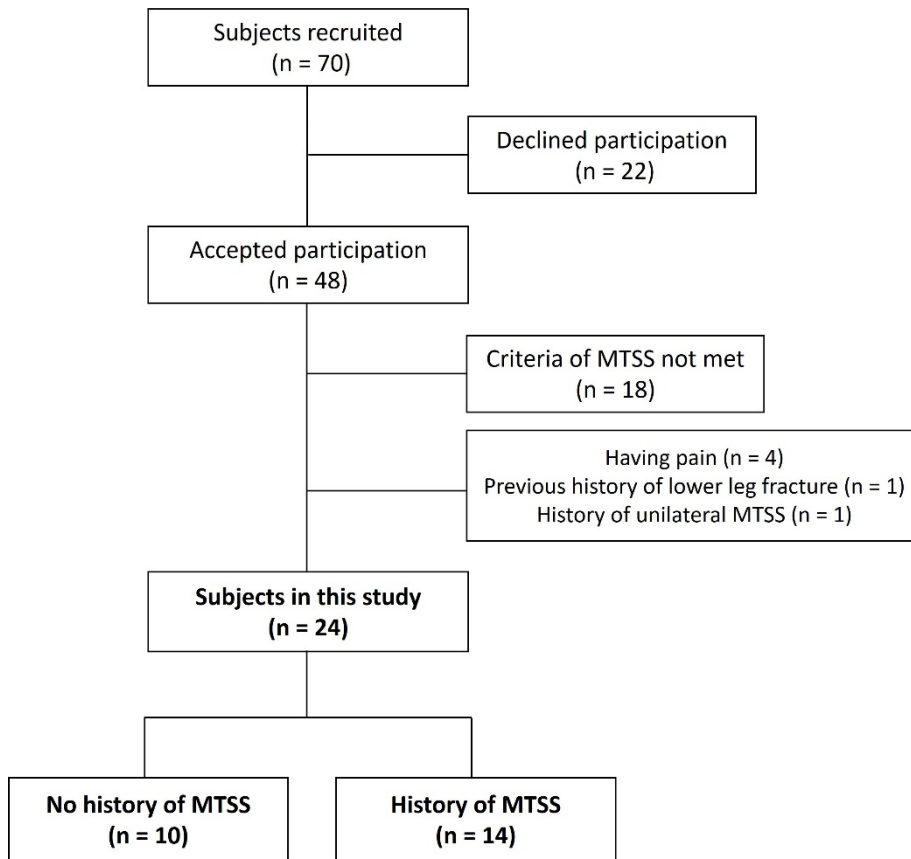 Subjects recruited
(n = 70)
Declined participation
(n = 22)
Accepted participation
(n = 48)
Criteria of MTSS not met
(n = 18)
Having pain (n = 4)
Previous history of lower leg fracture (n = 1)
History of unilateral MTSS (n = 1)
Subjects in this study
(n = 24)
No history of MTSS
(n = 10)
History of MTSS
(n = 14)